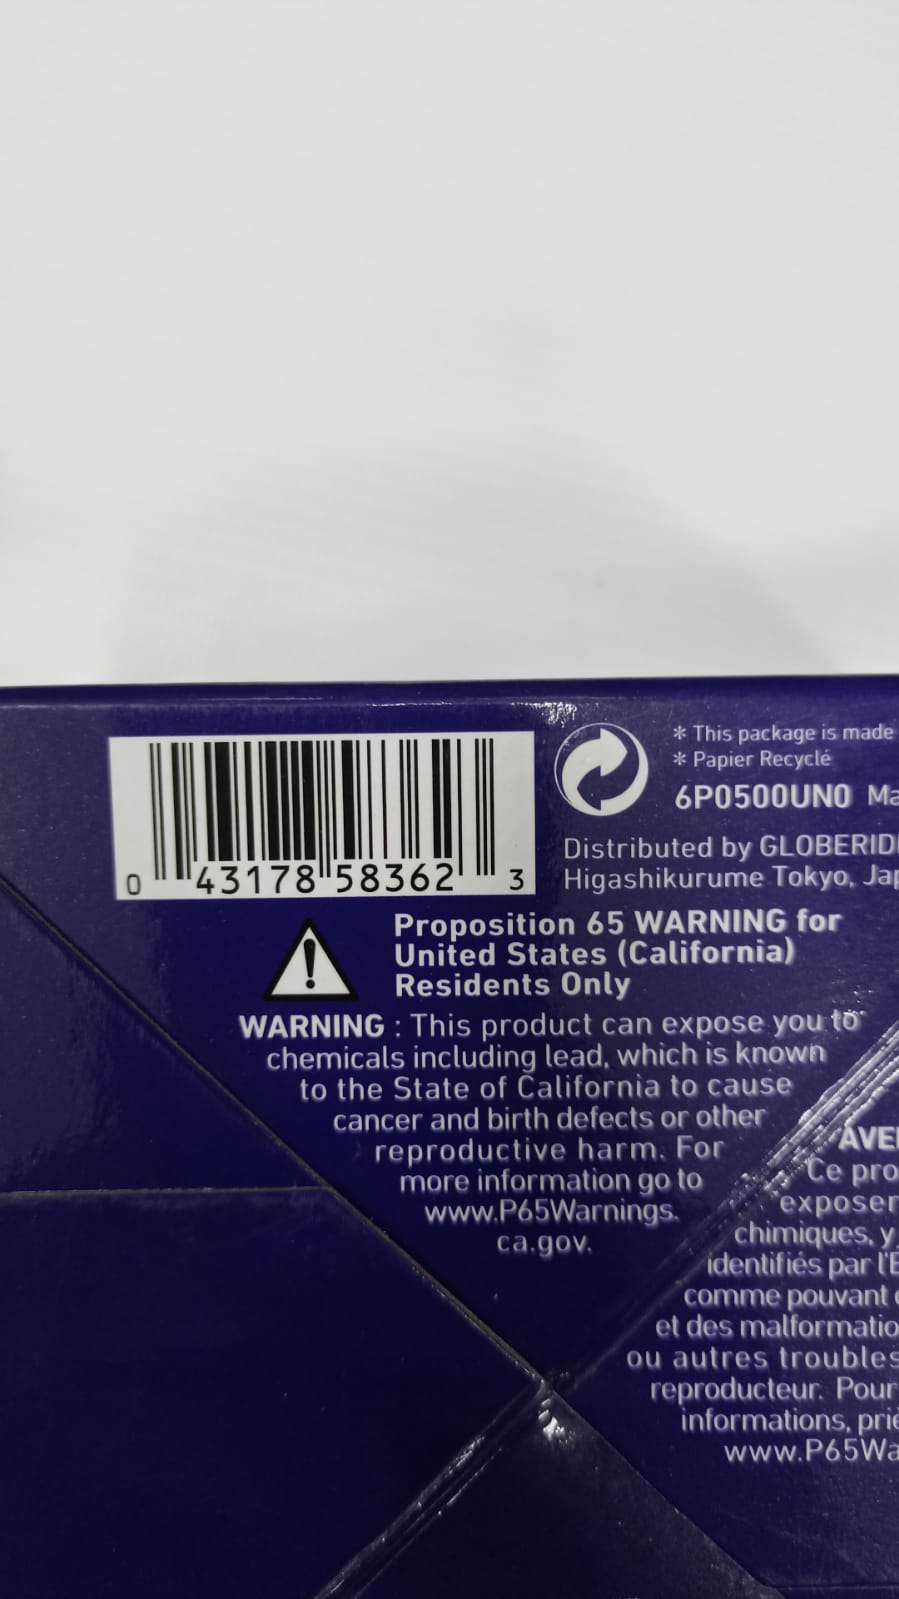 0 43178 58362 3
* This package is made
* Papier Recyclé
6P0500UN0
Distributed by
Higashikurume Tokyo,
Proposition 65 WARNING for
United States (California)
Residents Only
WARNING : This product can expose you to
chemicals including lead, which is known
to the State of California to cause
cancer and birth defects or other
reproductive harm. For
more information go to
www.P65Warnings.
ca.gov.
Ce
exposer
chimiques, y
identifiés par
comme pouvant
et des
ou autres troubles
reproducteur. Pour
informations,